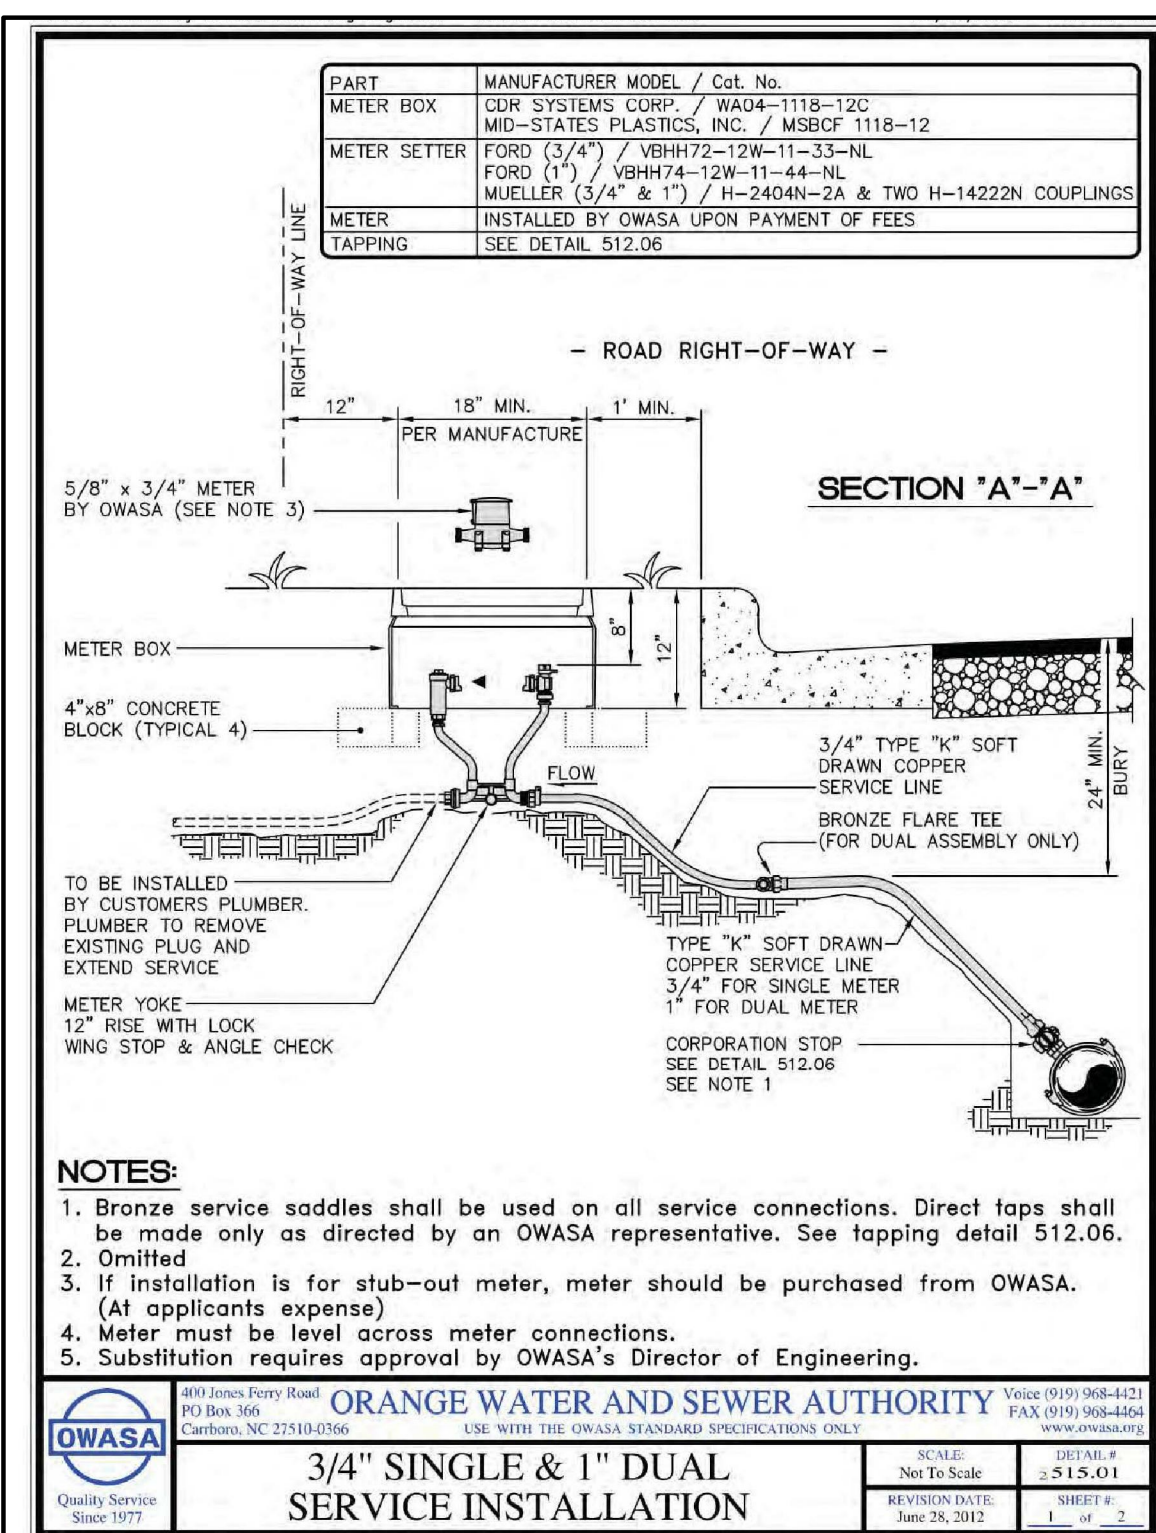 PART MANUFACTURER MODEL / Cat. No.
METER BOX CDR SYSTEMS CORP. / WA04-1118-12C
MID-STATES PLASTICS, INC. / MSBCF 1118-12
METER SETTER FORD (3/4") / VBHH72-12W-11-33-NL
FORD (1") / VBHH74-12W-11-44-NL
MUELLER (3/4" & 1") / H-2404N-2A & TWO H-14222N COUPLINGS
METER INSTALLED BY OWASA UPON PAYMENT OF FEES
TAPPING SEE DETAIL 512.06
RIGHT-OF-WAY LINE
- ROAD RIGHT-OF-WAY -
12" 18" MIN. 1' MIN.
PER MANUFACTURE
SECTION "A"-"A"
5/8" x 3/4" METER
BY OWASA (SEE NOTE 3)
8"
12"
METER BOX
4"x8" CONCRETE
BLOCK (TYPICAL 4)
FLOW
3/4" TYPE "K" SOFT
DRAWN COPPER
SERVICE LINE
24" MIN.
BURY
BRONZE FLARE TEE
(FOR DUAL ASSEMBLY ONLY)
TO BE INSTALLED
BY CUSTOMERS PLUMBER.
PLUMBER TO REMOVE
EXISTING PLUG AND
EXTEND SERVICE
TYPE "K" SOFT DRAWN
COPPER SERVICE LINE
3/4" FOR SINGLE METER
1" FOR DUAL METER
METER YOKE
12" RISE WITH LOCK
WING STOP & ANGLE CHECK
CORPORATION STOP
SEE DETAIL 512.06
SEE NOTE 1
NOTES:
1. Bronze service saddles shall be used on all service connections. Direct taps shall
be made only as directed by an OWASA representative. See tapping detail 512.06.
2. Omitted
3. If installation is for stub-out meter, meter should be purchased from OWASA.
(At applicants expense)
4. Meter must be level across meter connections.
5. Substitution requires approval by OWASA's Director of Engineering.
OWASA
Quality Service
Since 1977
400 Jones Ferry Road
PO Box 366
Carrboro, NC 27510-0366
ORANGE WATER AND SEWER AUTHORITY
USE WITH THE OWASA STANDARD SPECIFICATIONS ONLY
Voice (919) 968-4421
FAX (919) 968-4464
www.owasa.org
3/4" SINGLE & 1" DUAL
SERVICE INSTALLATION
SCALE:
Not To Scale
DETAIL #
2 515.01
REVISION DATE:
June 28, 2012
SHEET #:
1 of 2